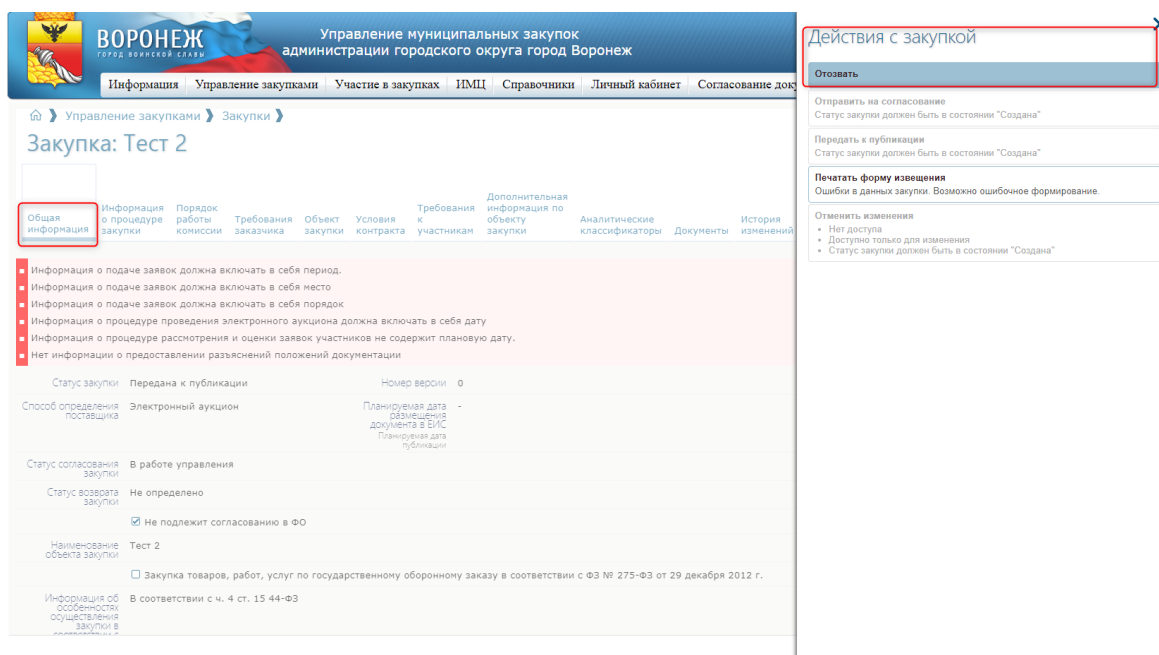 ВОРОНЕЖ
ГОРОД ВОИНСКОЙ СЛАВЫ
Управление муниципальных закупок
администрации городского округа город Воронеж
Информация Управление закупками Участие в закупках ИМЦ Справочники Личный кабинет Согласование доку
Управление закупками ❱ Закупки ❱
Закупка: Тест 2
Общая
информация
Информация
о процедуре
закупки
Порядок
работы
комиссии
Требования
заказчика
Объект
закупки
Условия
контракта
Требования
к
участникам
Дополнительная
информация по
объекту
закупки
Аналитические
классификаторы
Документы
История
изменений
Информация о подаче заявок должна включать в себя период.
Информация о подаче заявок должна включать в себя место
Информация о подаче заявок должна включать в себя порядок
Информация о процедуре проведения электронного аукциона должна включать в себя дату
Информация о процедуре рассмотрения и оценки заявок участников не содержит плановую дату.
Нет информации о предоставлении разъяснений положений документации
Статус закупки Передана к публикации Номер версии 0
Способ определения
поставщика
Электронный аукцион
Планируемая дата
размещения
документа в ЕИС
Планируемая дата
публикации
-
Статус согласования
закупки
В работе управления
Статус возврата
закупки
Не определено
Не подлежит согласованию в ФО
Наименование
объекта закупки
Тест 2
Закупка товаров, работ, услуг по государственному оборонному заказу в соответствии с ФЗ № 275-ФЗ от 29 декабря 2012 г.
Информация об
особенностях
осуществления
закупки в
соответствии с
В соответствии с ч. 4 ст. 15 44-ФЗ
Действия с закупкой
Отозвать
Отправить на согласование
Статус закупки должен быть в состоянии "Создана"
Передать к публикации
Статус закупки должен быть в состоянии "Создана"
Печатать форму извещения
Ошибки в данных закупки. Возможно ошибочное формирование.
Отменить изменения
• Нет доступа
• Доступно только для изменения
• Статус закупки должен быть в состоянии "Создана"